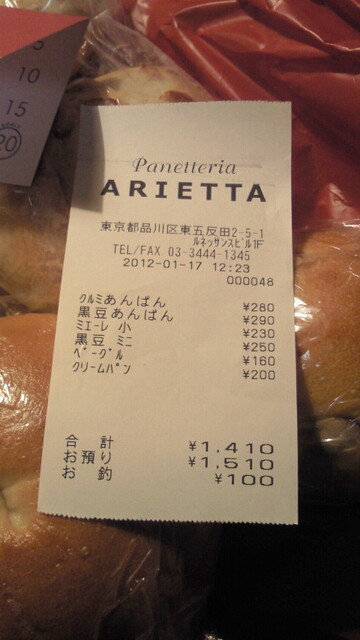 5
10
15
20
Panetteria
ARIETTA
東京都品川区東五反田2-5-1
ルネッサンスビル1F
TEL/FAX 03-3444-1345
2012-01-17 12:23
000048
クルミあんぱん ¥280
黒豆あんぱん ¥290
ミエーレ 小 ¥230
黒豆 ミニ ¥250
ベーグル ¥160
クリームパン ¥200
合 計 ¥1,410
お預り ¥1,510
お 釣 ¥100